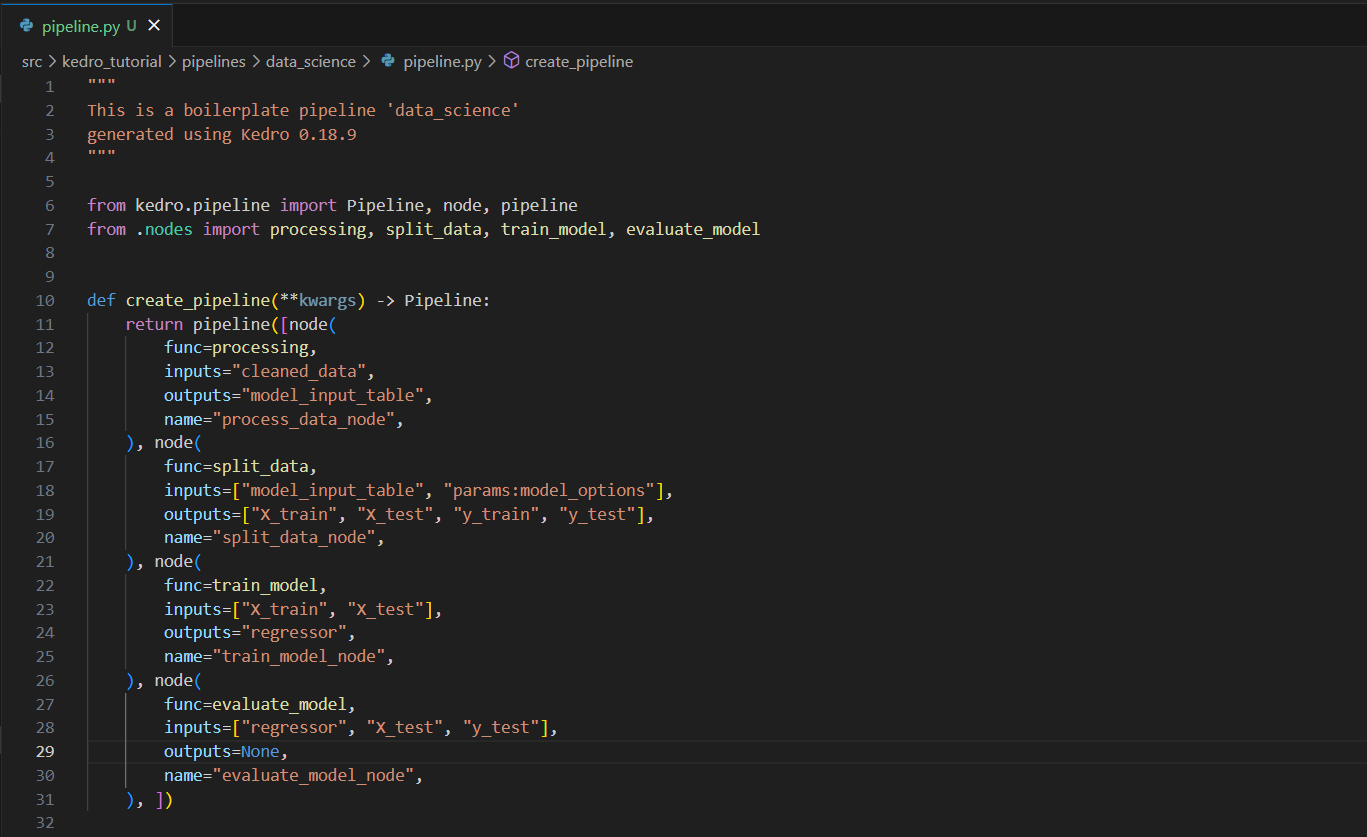 pipeline.py U
src > kedro_tutorial > pipelines > data_science > pipeline.py > create_pipeline
1 """
2 This is a boilerplate pipeline 'data_science'
3 generated using Kedro 0.18.9
4 """
5
6 from kedro.pipeline import Pipeline, node, pipeline
7 from .nodes import processing, split_data, train_model, evaluate_model
8
9
10 def create_pipeline(**kwargs) -> Pipeline:
11     return pipeline([node(
12         func=processing,
13         inputs="cleaned_data",
14         outputs="model_input_table",
15         name="process_data_node",
16     ), node(
17         func=split_data,
18         inputs=["model_input_table", "params:model_options"],
19         outputs=["X_train", "X_test", "y_train", "y_test"],
20         name="split_data_node",
21     ), node(
22         func=train_model,
23         inputs=["X_train", "X_test"],
24         outputs="regressor",
25         name="train_model_node",
26     ), node(
27         func=evaluate_model,
28         inputs=["regressor", "X_test", "y_test"],
29         outputs=None,
30         name="evaluate_model_node",
31     ), ])
32